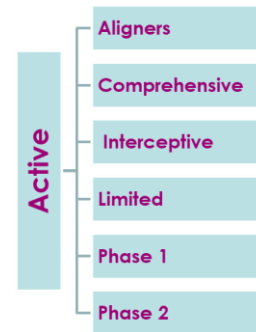 Active
Aligners
Comprehensive
Interceptive
Limited
Phase 1
Phase 2